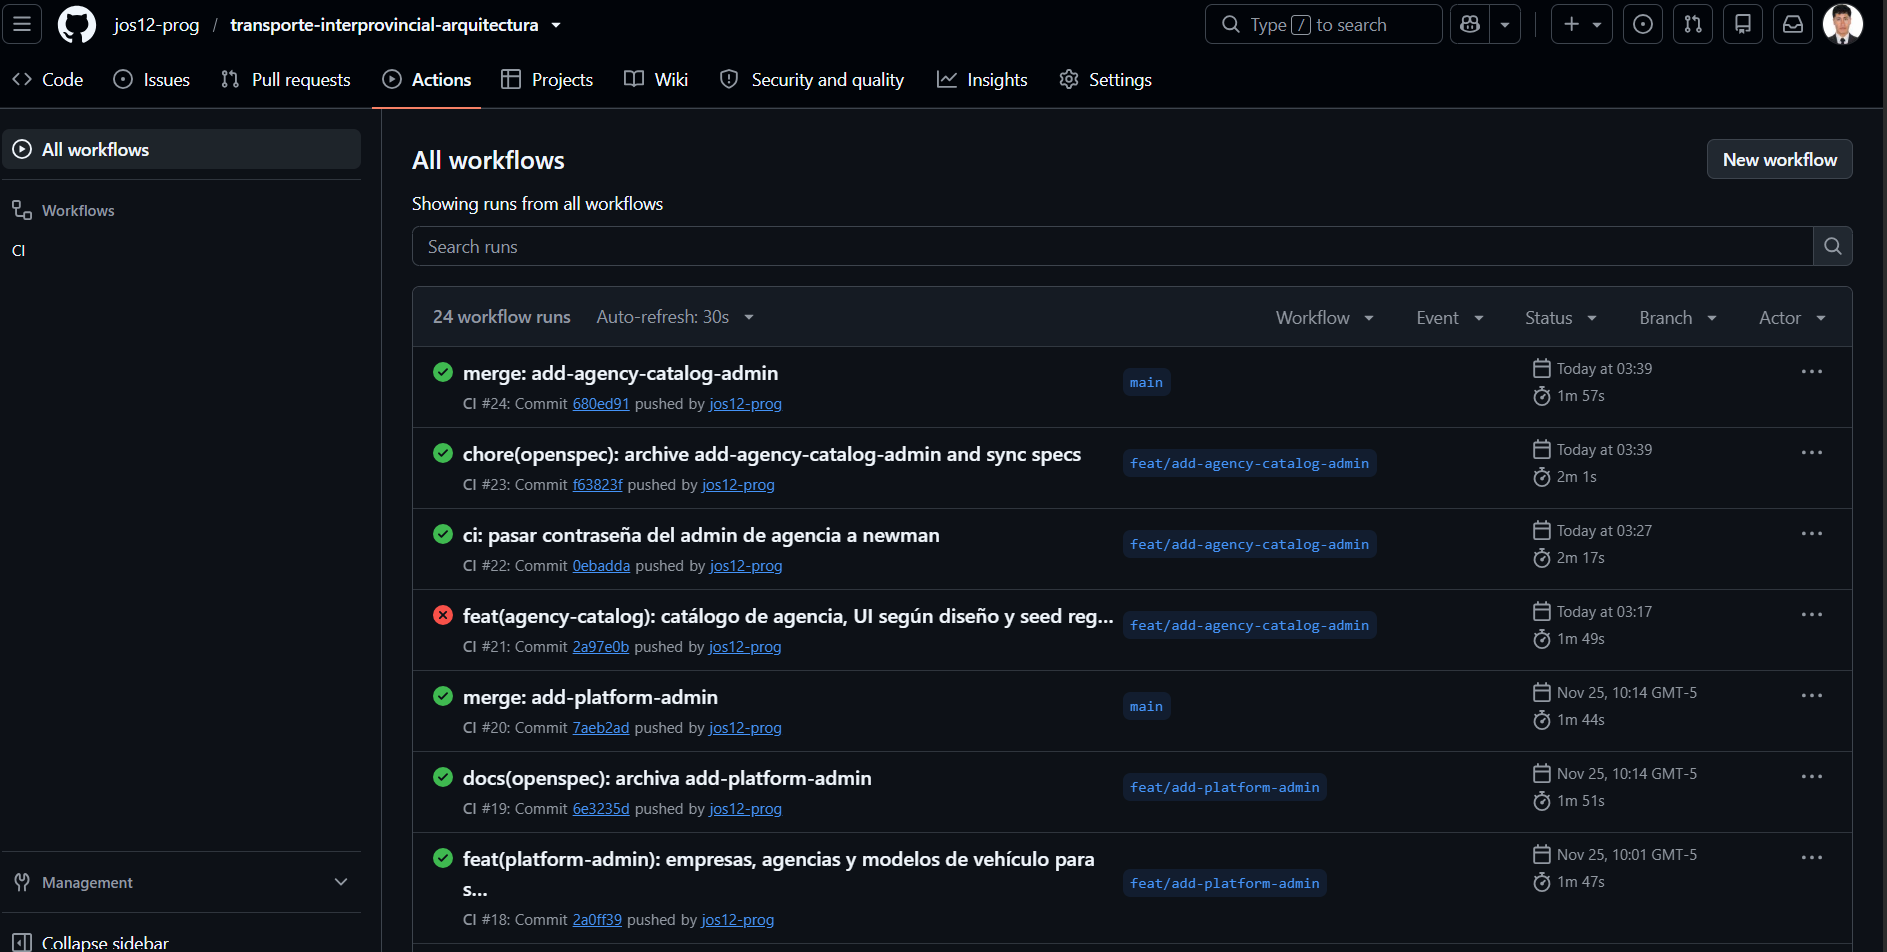 jos12-prog / transporte-interprovincial-arquitectura
Type / to search
Code
Issues
Pull requests
Actions
Projects
Wiki
Security and quality
Insights
Settings
All workflows
Workflows
CI
Management
Collapse sidebar
All workflows
New workflow
Showing runs from all workflows
Search runs
24 workflow runs
Auto-refresh: 30s
Workflow
Event
Status
Branch
Actor
merge: add-agency-catalog-admin
CI #24: Commit 680ed91 pushed by jos12-prog
main
Today at 03:39
1m 57s
chore(openspec): archive add-agency-catalog-admin and sync specs
CI #23: Commit f63823f pushed by jos12-prog
feat/add-agency-catalog-admin
Today at 03:39
2m 1s
ci: pasar contraseña del admin de agencia a newman
CI #22: Commit 0ebadda pushed by jos12-prog
feat/add-agency-catalog-admin
Today at 03:27
2m 17s
feat(agency-catalog): catálogo de agencia, UI según diseño y seed reg...
CI #21: Commit 2a97e0b pushed by jos12-prog
feat/add-agency-catalog-admin
Today at 03:17
1m 49s
merge: add-platform-admin
CI #20: Commit 7aeb2ad pushed by jos12-prog
main
Nov 25, 10:14 GMT-5
1m 44s
docs(openspec): archiva add-platform-admin
CI #19: Commit 6e3235d pushed by jos12-prog
feat/add-platform-admin
Nov 25, 10:14 GMT-5
1m 51s
feat(platform-admin): empresas, agencias y modelos de vehículo para
s...
CI #18: Commit 2a0ff39 pushed by jos12-prog
feat/add-platform-admin
Nov 25, 10:01 GMT-5
1m 47s